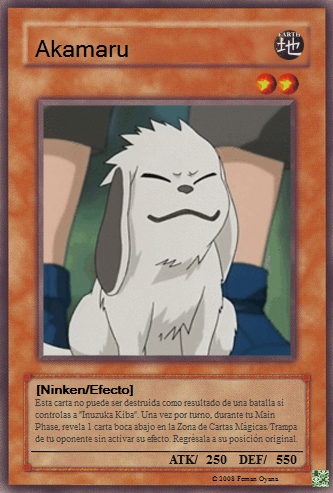 Akamaru
EARTH
地
[Ninken/Efecto]
Esta carta no puede ser destruida como resultado de una batalla si
controlas a "Inuzuka Kiba". Una vez por turno, durante tu Main
Phase, revela 1 carta boca abajo en la Zona de Cartas Mágicas/Trampa
de tu oponente sin activar su efecto. Regrésala a su posición original.
ATK/ 250 DEF/ 550
©2008 Fernan Oyana